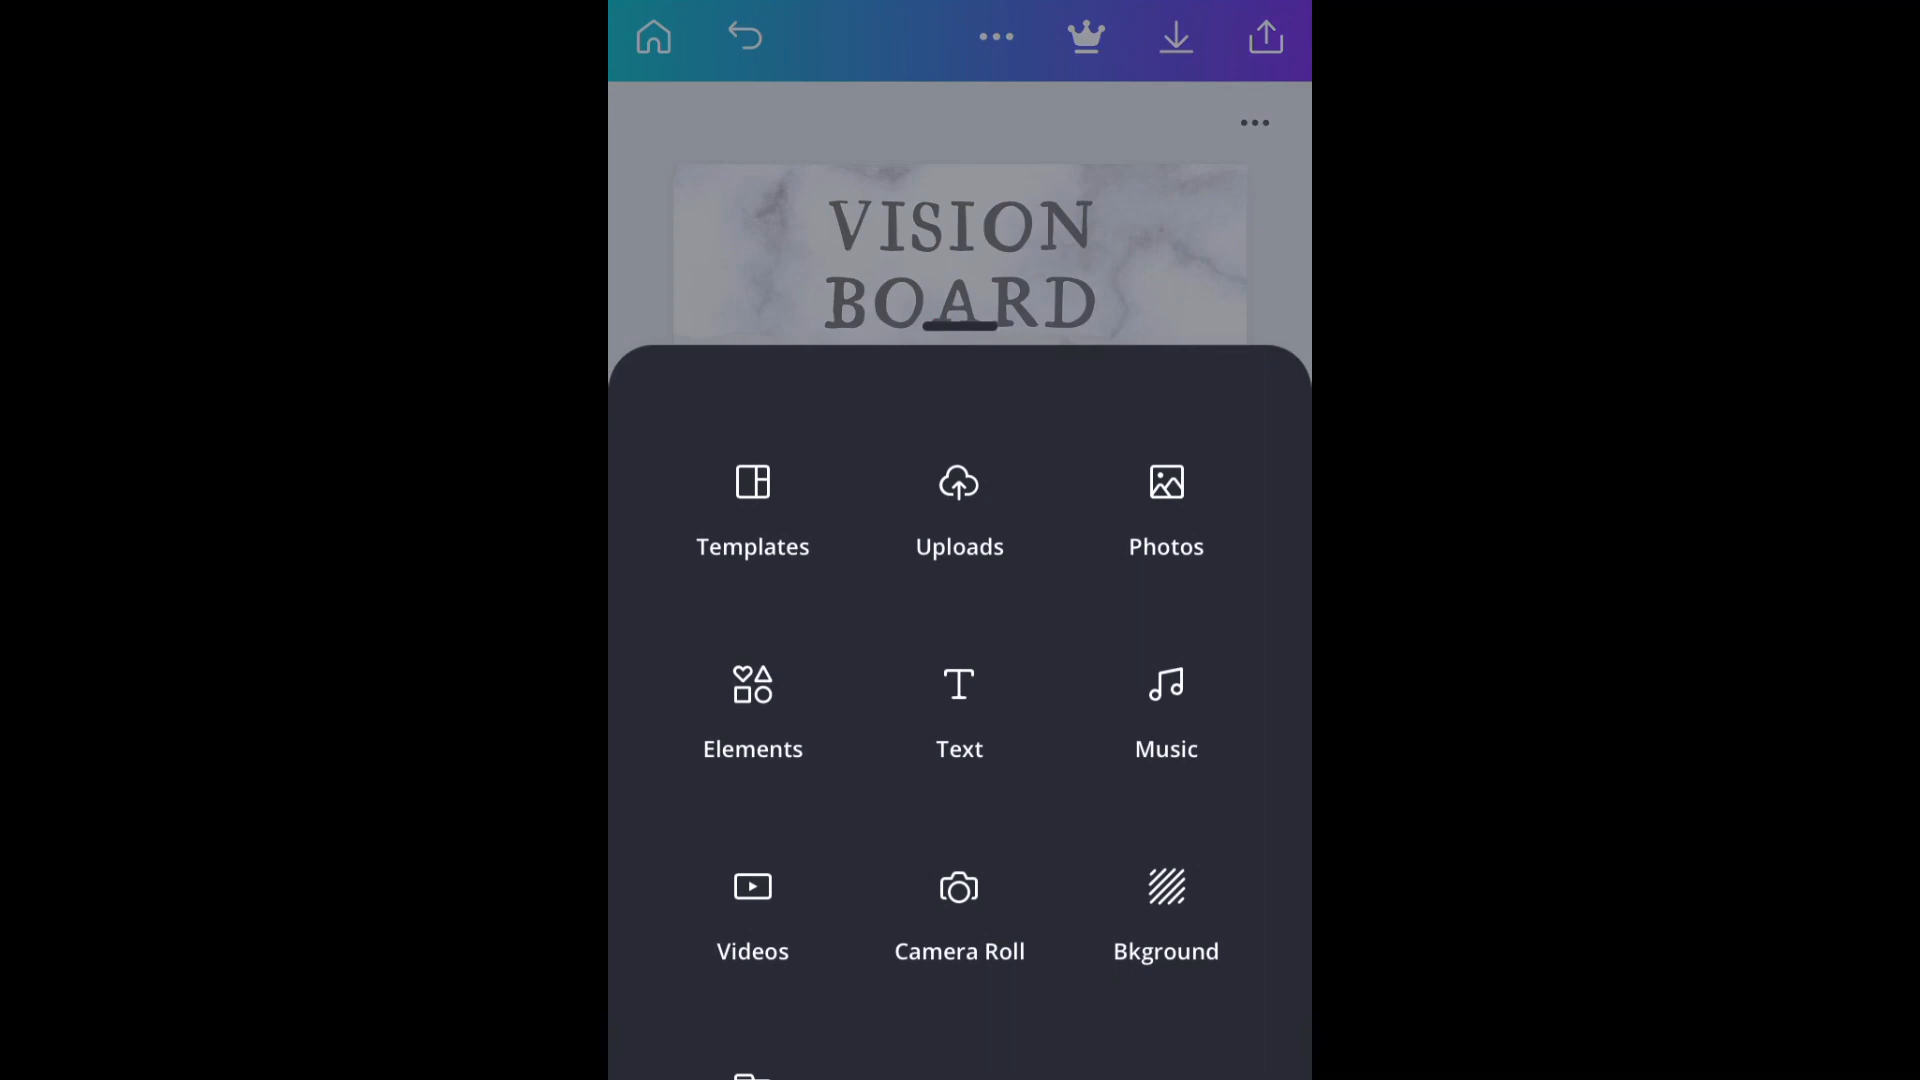 VISION
BOARD
Templates
Uploads
Photos
Elements
Text
Music
Videos
Camera Roll
Bkground